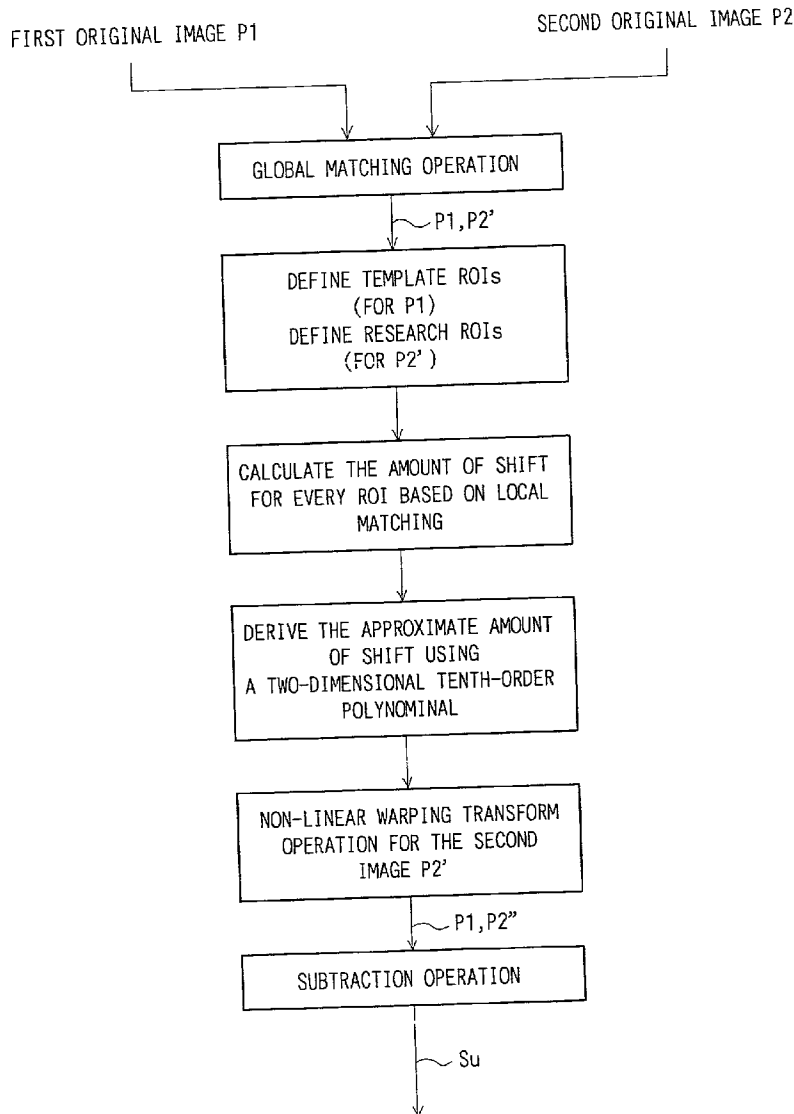 FIRST ORIGINAL IMAGE P1
SECOND ORIGINAL IMAGE P2
GLOBAL MATCHING OPERATION
P1,P2'
DEFINE TEMPLATE ROIs
(FOR P1)
DEFINE RESEARCH ROIs
(FOR P2')
CALCULATE THE AMOUNT OF SHIFT
FOR EVERY ROI BASED ON LOCAL
MATCHING
DERIVE THE APPROXIMATE AMOUNT
OF SHIFT USING
A TWO-DIMENSIONAL TENTH-ORDER
POLYNOMINAL
NON-LINEAR WARPING TRANSFORM
OPERATION FOR THE SECOND
IMAGE P2'
P1,P2"
SUBTRACTION OPERATION
Su